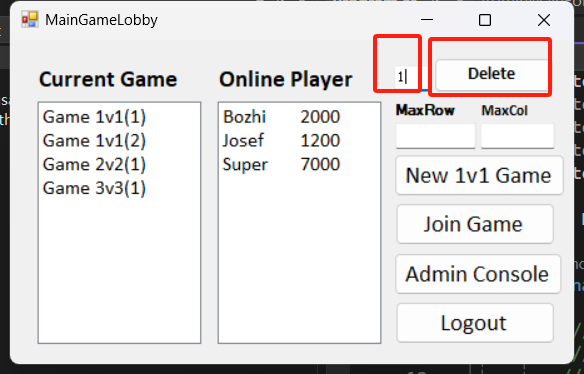 MainGameLobby
Current Game
Online Player
1
Delete
Game 1v1(1)
Game 1v1(2)
Game 2v2(1)
Game 3v3(1)
Bozhi 2000
Josef 1200
Super 7000
MaxRow MaxCol
New 1v1 Game
Join Game
Admin Console
Logout